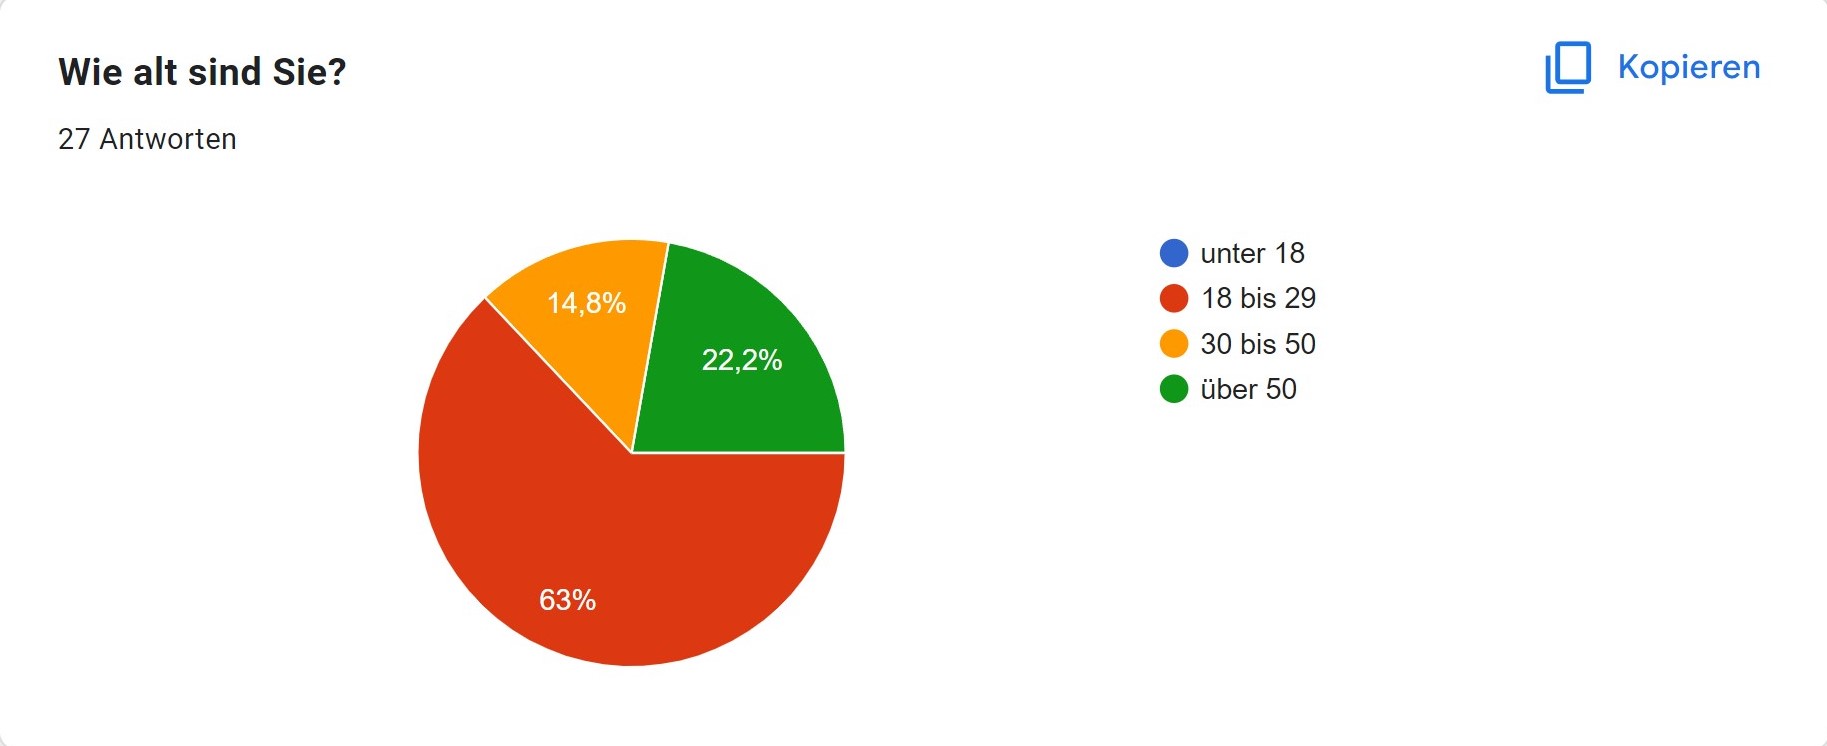 Wie alt sind Sie?
Kopieren
27 Antworten
unter 18
18 bis 29
30 bis 50
über 50
14,8%
22,2%
63%